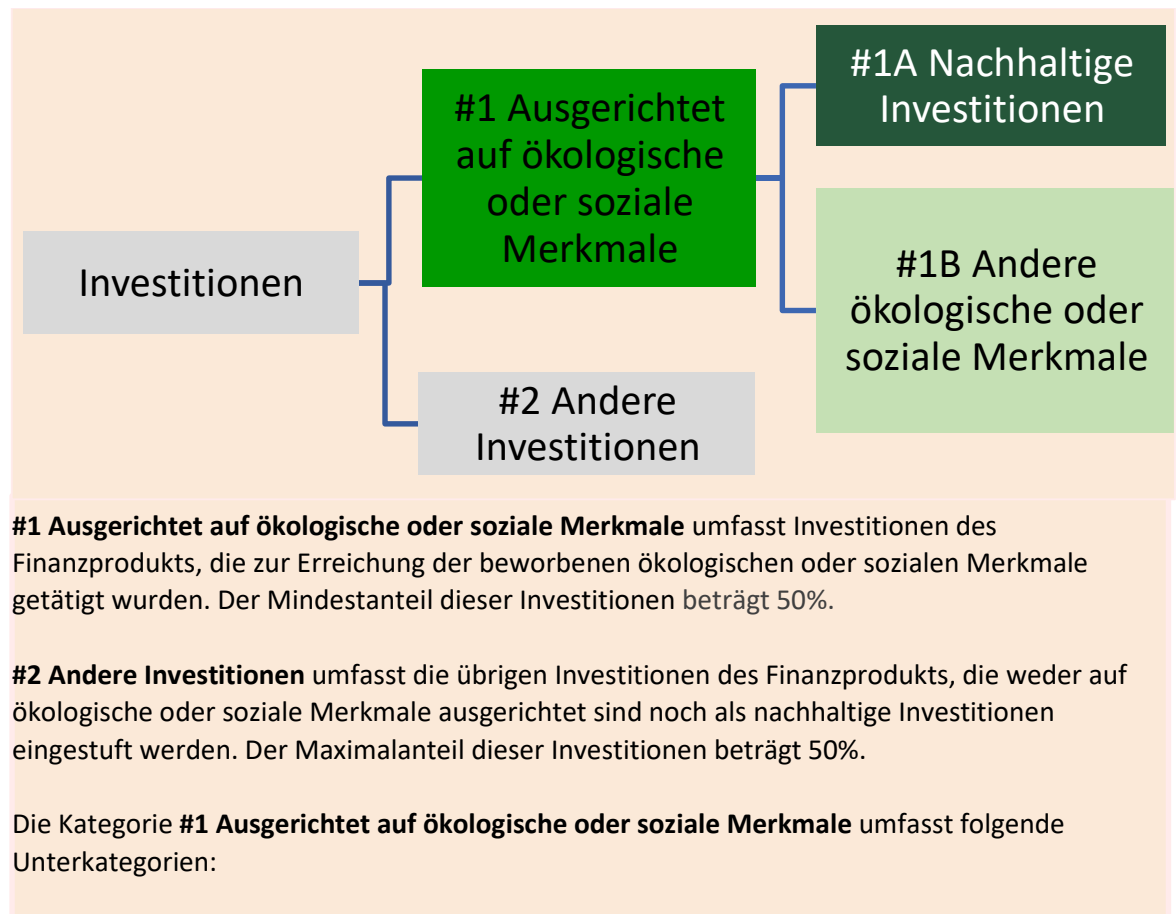 #1A Nachhaltige
Investitionen
#1 Ausgerichtet
auf ökologische
oder soziale
Merkmale
#1B Andere
ökologische oder
soziale Merkmale
Investitionen
#2 Andere
Investitionen
#1 Ausgerichtet auf ökologische oder soziale Merkmale umfasst Investitionen des
Finanzprodukts, die zur Erreichung der beworbenen ökologischen oder sozialen Merkmale
getätigt wurden. Der Mindestanteil dieser Investitionen beträgt 50%.
#2 Andere Investitionen umfasst die übrigen Investitionen des Finanzprodukts, die weder auf
ökologische oder soziale Merkmale ausgerichtet sind noch als nachhaltige Investitionen
eingestuft werden. Der Maximalanteil dieser Investitionen beträgt 50%.
Die Kategorie #1 Ausgerichtet auf ökologische oder soziale Merkmale umfasst folgende
Unterkategorien: